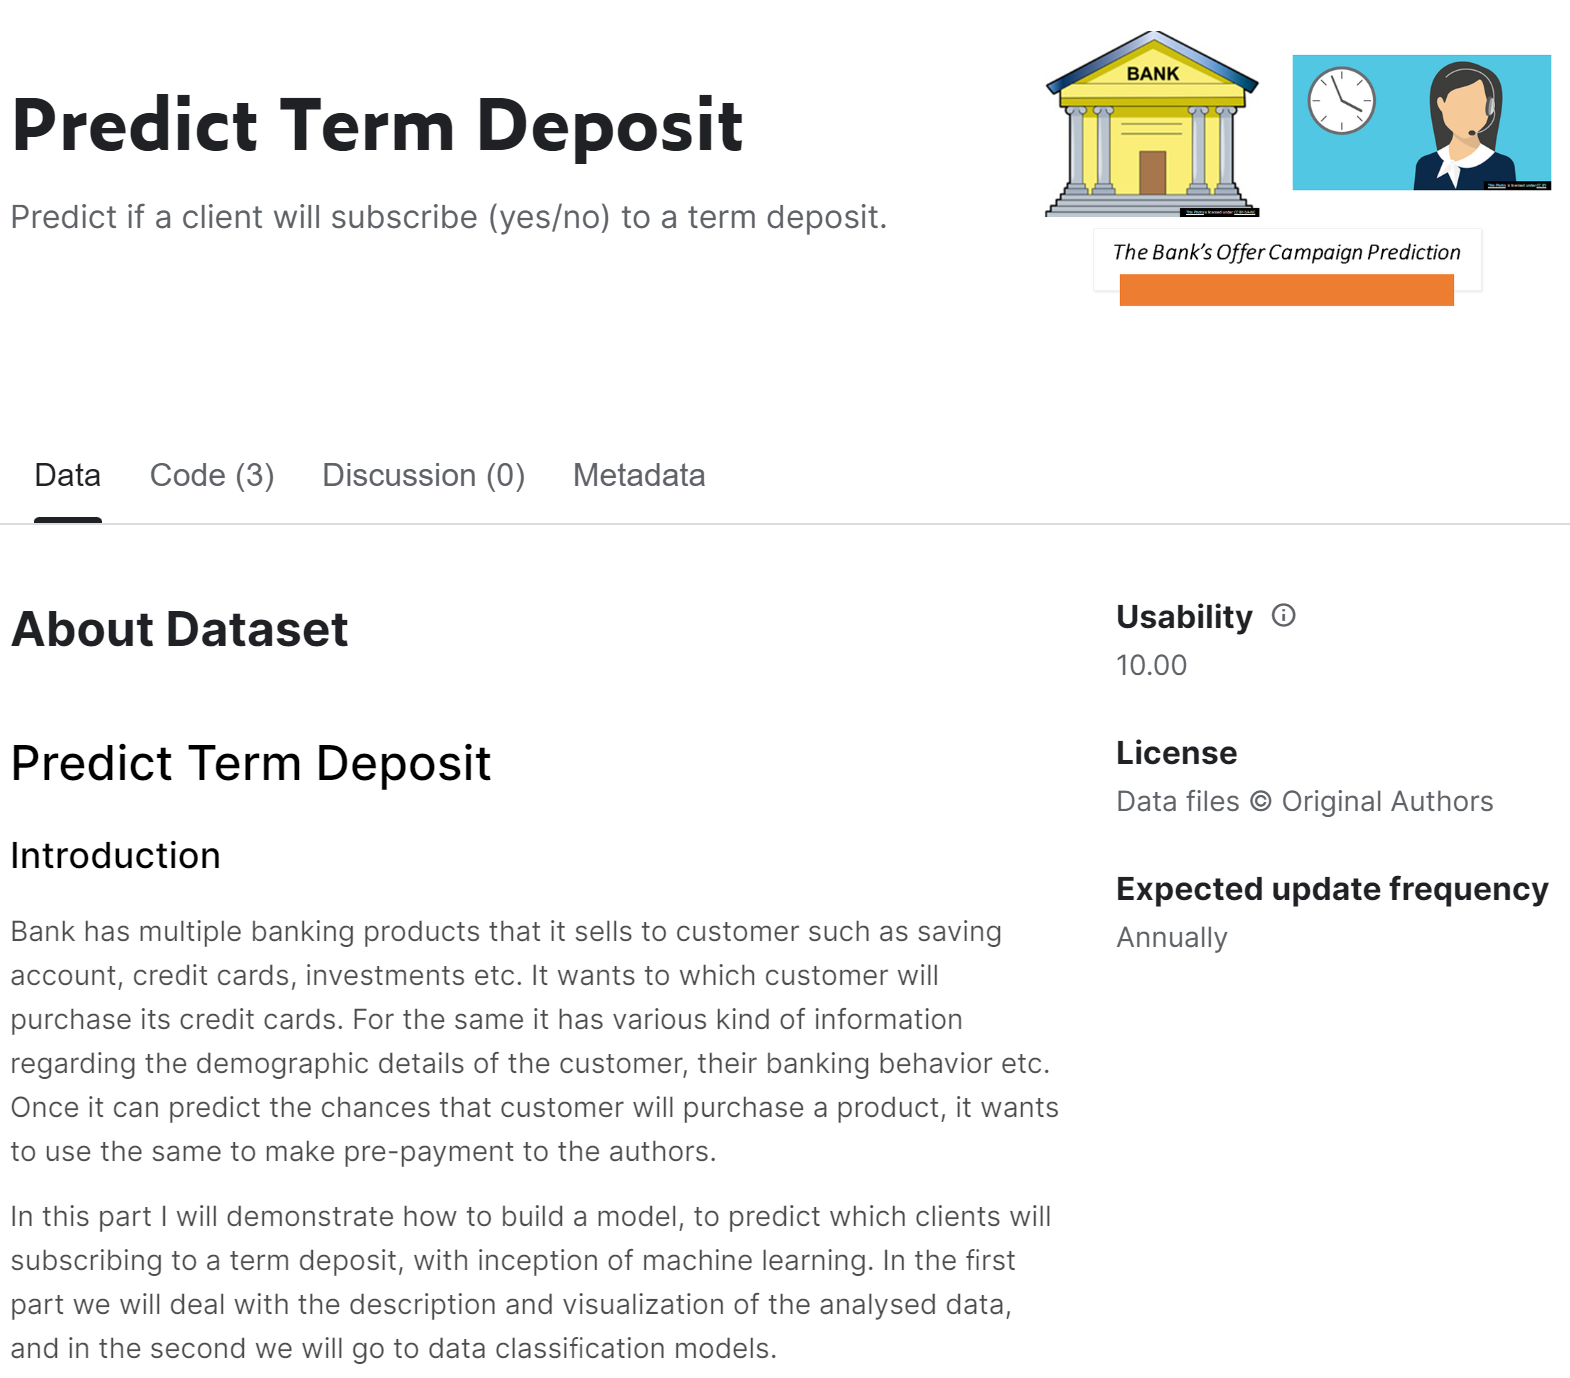 Predict Term Deposit
Predict if a client will subscribe (yes/no) to a term deposit.
BANK
The Bank's Offer Campaign Prediction
Data
Code (3)
Discussion (0)
Metadata
About Dataset
Predict Term Deposit
Introduction
Bank has multiple banking products that it sells to customer such as saving
account, credit cards, investments etc. It wants to which customer will
purchase its credit cards. For the same it has various kind of information
regarding the demographic details of the customer, their banking behavior etc.
Once it can predict the chances that customer will purchase a product, it wants
to use the same to make pre-payment to the authors.
In this part I will demonstrate how to build a model, to predict which clients will
subscribing to a term deposit, with inception of machine learning. In the first
part we will deal with the description and visualization of the analysed data,
and in the second we will go to data classification models.
Usability
10.00
License
Data files © Original Authors
Expected update frequency
Annually